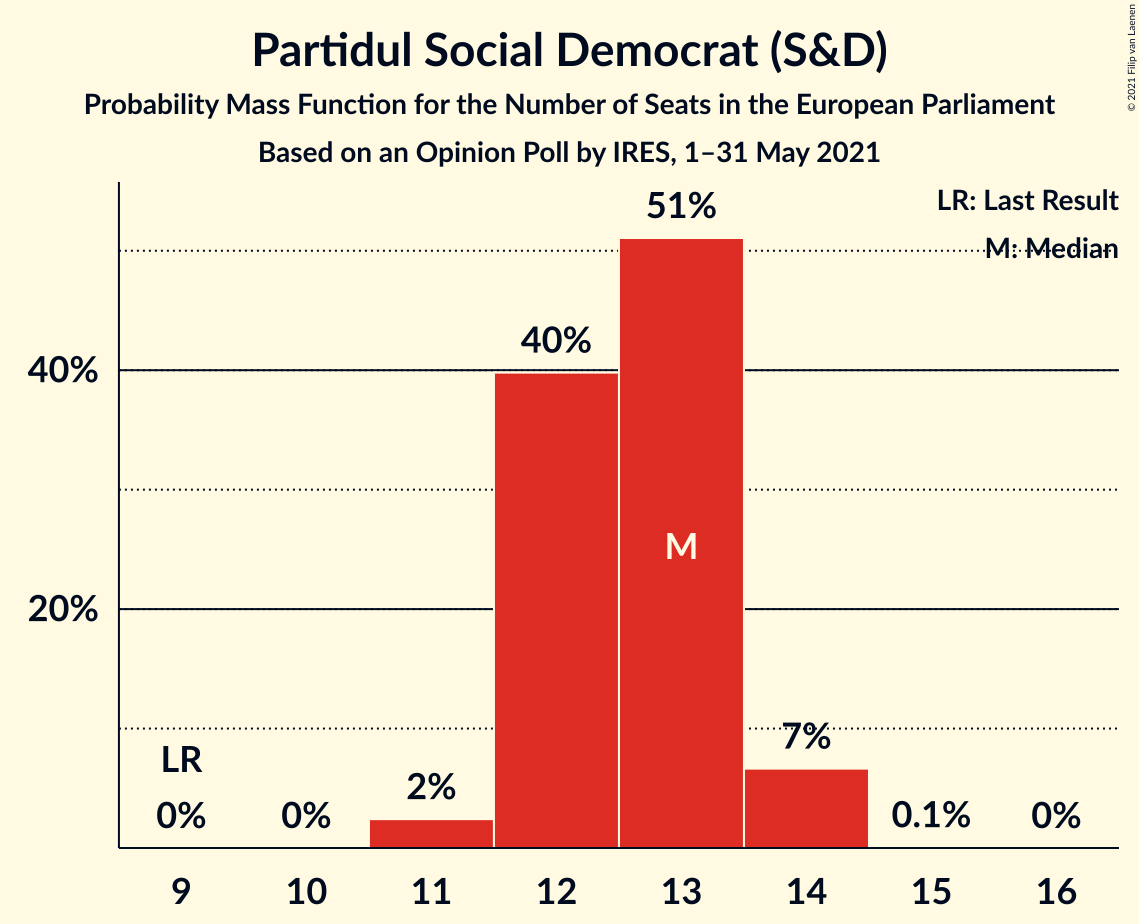 Partidul Social Democrat (S&D)
Probability Mass Function for the Number of Seats in the European Parliament
Based on an Opinion Poll by IRES, 1–31 May 2021
© 2021 Filip van Laenen
LR: Last Result
M: Median
51%
40%
40%
M
20%
7%
LR
2%
0%
0%
0.1%
0%
9
10
11
12
13
14
15
16